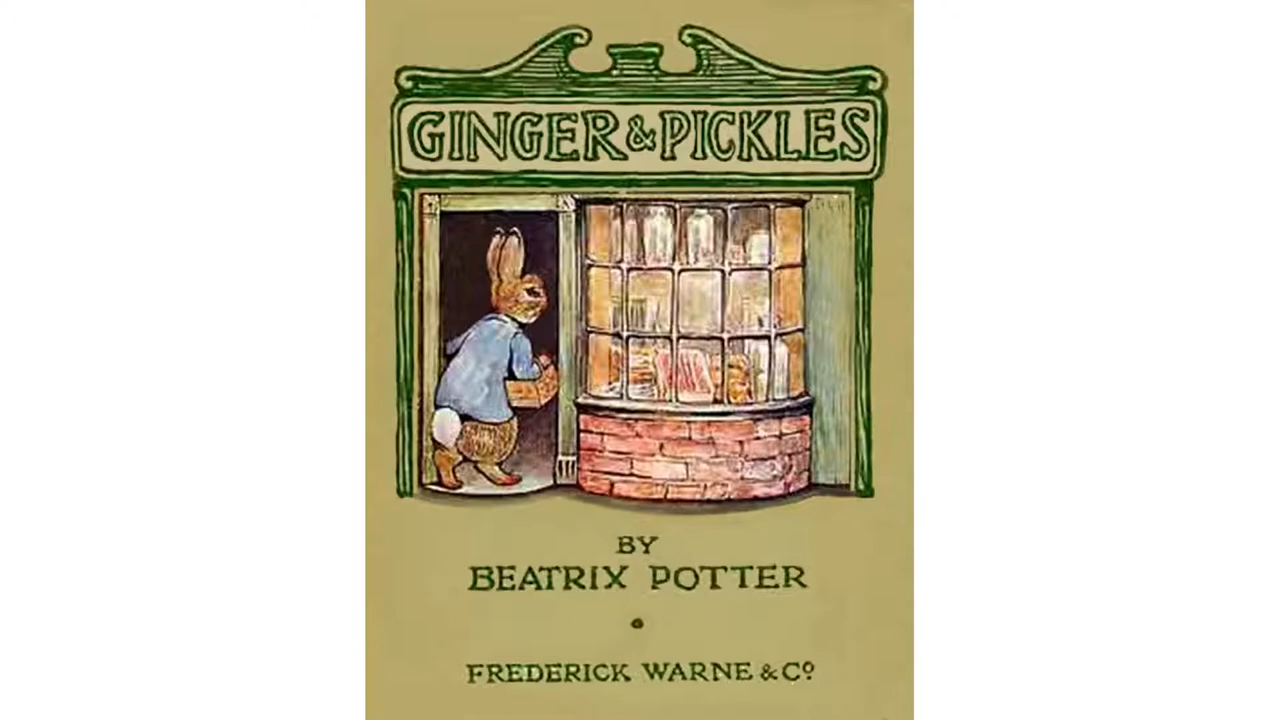 GINGER & PICKLES
BY
BEATRIX POTTER
FREDERICK WARNE & Cº